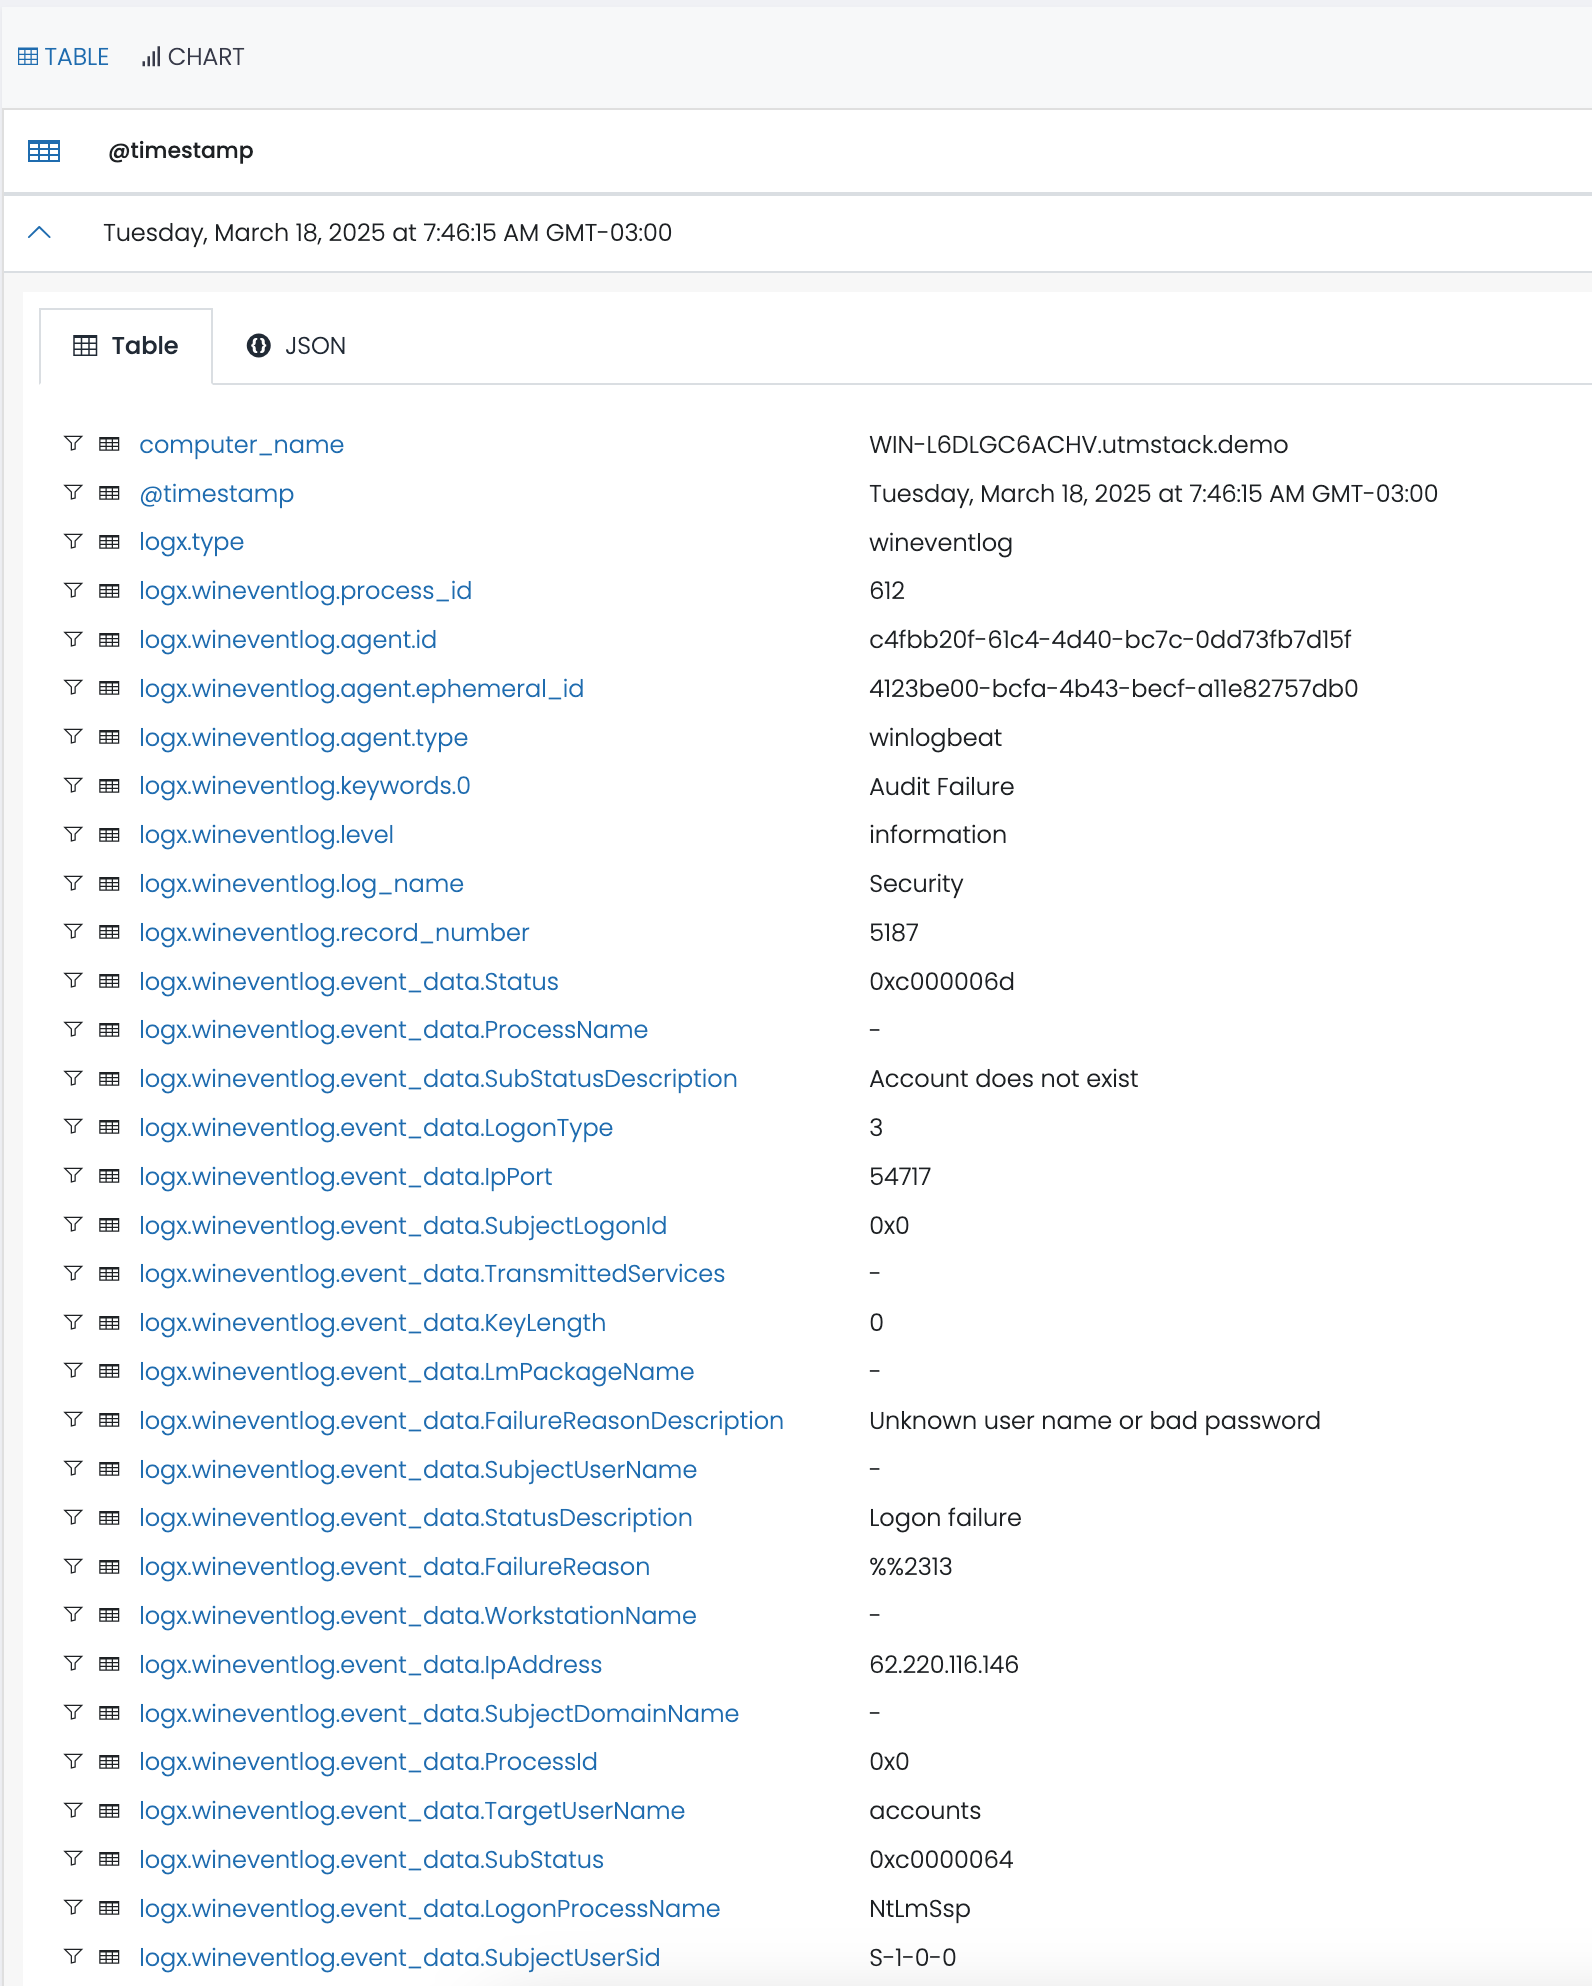 TABLE CHART
@timestamp
Tuesday, March 18, 2025 at 7:46:15 AM GMT-03:00
Table JSON
computer_name WIN-L6DLGC6ACHV.utmstack.demo
@timestamp Tuesday, March 18, 2025 at 7:46:15 AM GMT-03:00
logx.type wineventlog
logx.wineventlog.process_id 612
logx.wineventlog.agent.id c4fbb20f-61c4-4d40-bc7c-0dd73fb7d15f
logx.wineventlog.agent.ephemeral_id 4123be00-bcfa-4b43-becf-a11e82757db0
logx.wineventlog.agent.type winlogbeat
logx.wineventlog.keywords.0 Audit Failure
logx.wineventlog.level information
logx.wineventlog.log_name Security
logx.wineventlog.record_number 5187
logx.wineventlog.event_data.Status 0xc000006d
logx.wineventlog.event_data.ProcessName -
logx.wineventlog.event_data.SubStatusDescription Account does not exist
logx.wineventlog.event_data.LogonType 3
logx.wineventlog.event_data.IpPort 54717
logx.wineventlog.event_data.SubjectLogonId 0x0
logx.wineventlog.event_data.TransmittedServices -
logx.wineventlog.event_data.KeyLength 0
logx.wineventlog.event_data.LmPackageName -
logx.wineventlog.event_data.FailureReasonDescription Unknown user name or bad password
logx.wineventlog.event_data.SubjectUserName -
logx.wineventlog.event_data.StatusDescription Logon failure
logx.wineventlog.event_data.FailureReason %%2313
logx.wineventlog.event_data.WorkstationName -
logx.wineventlog.event_data.IpAddress 62.220.116.146
logx.wineventlog.event_data.SubjectDomainName -
logx.wineventlog.event_data.ProcessId 0x0
logx.wineventlog.event_data.TargetUserName accounts
logx.wineventlog.event_data.SubStatus 0xc0000064
logx.wineventlog.event_data.LogonProcessName NtLmSsp
logx.wineventlog.event_data.SubjectUserSid S-1-0-0